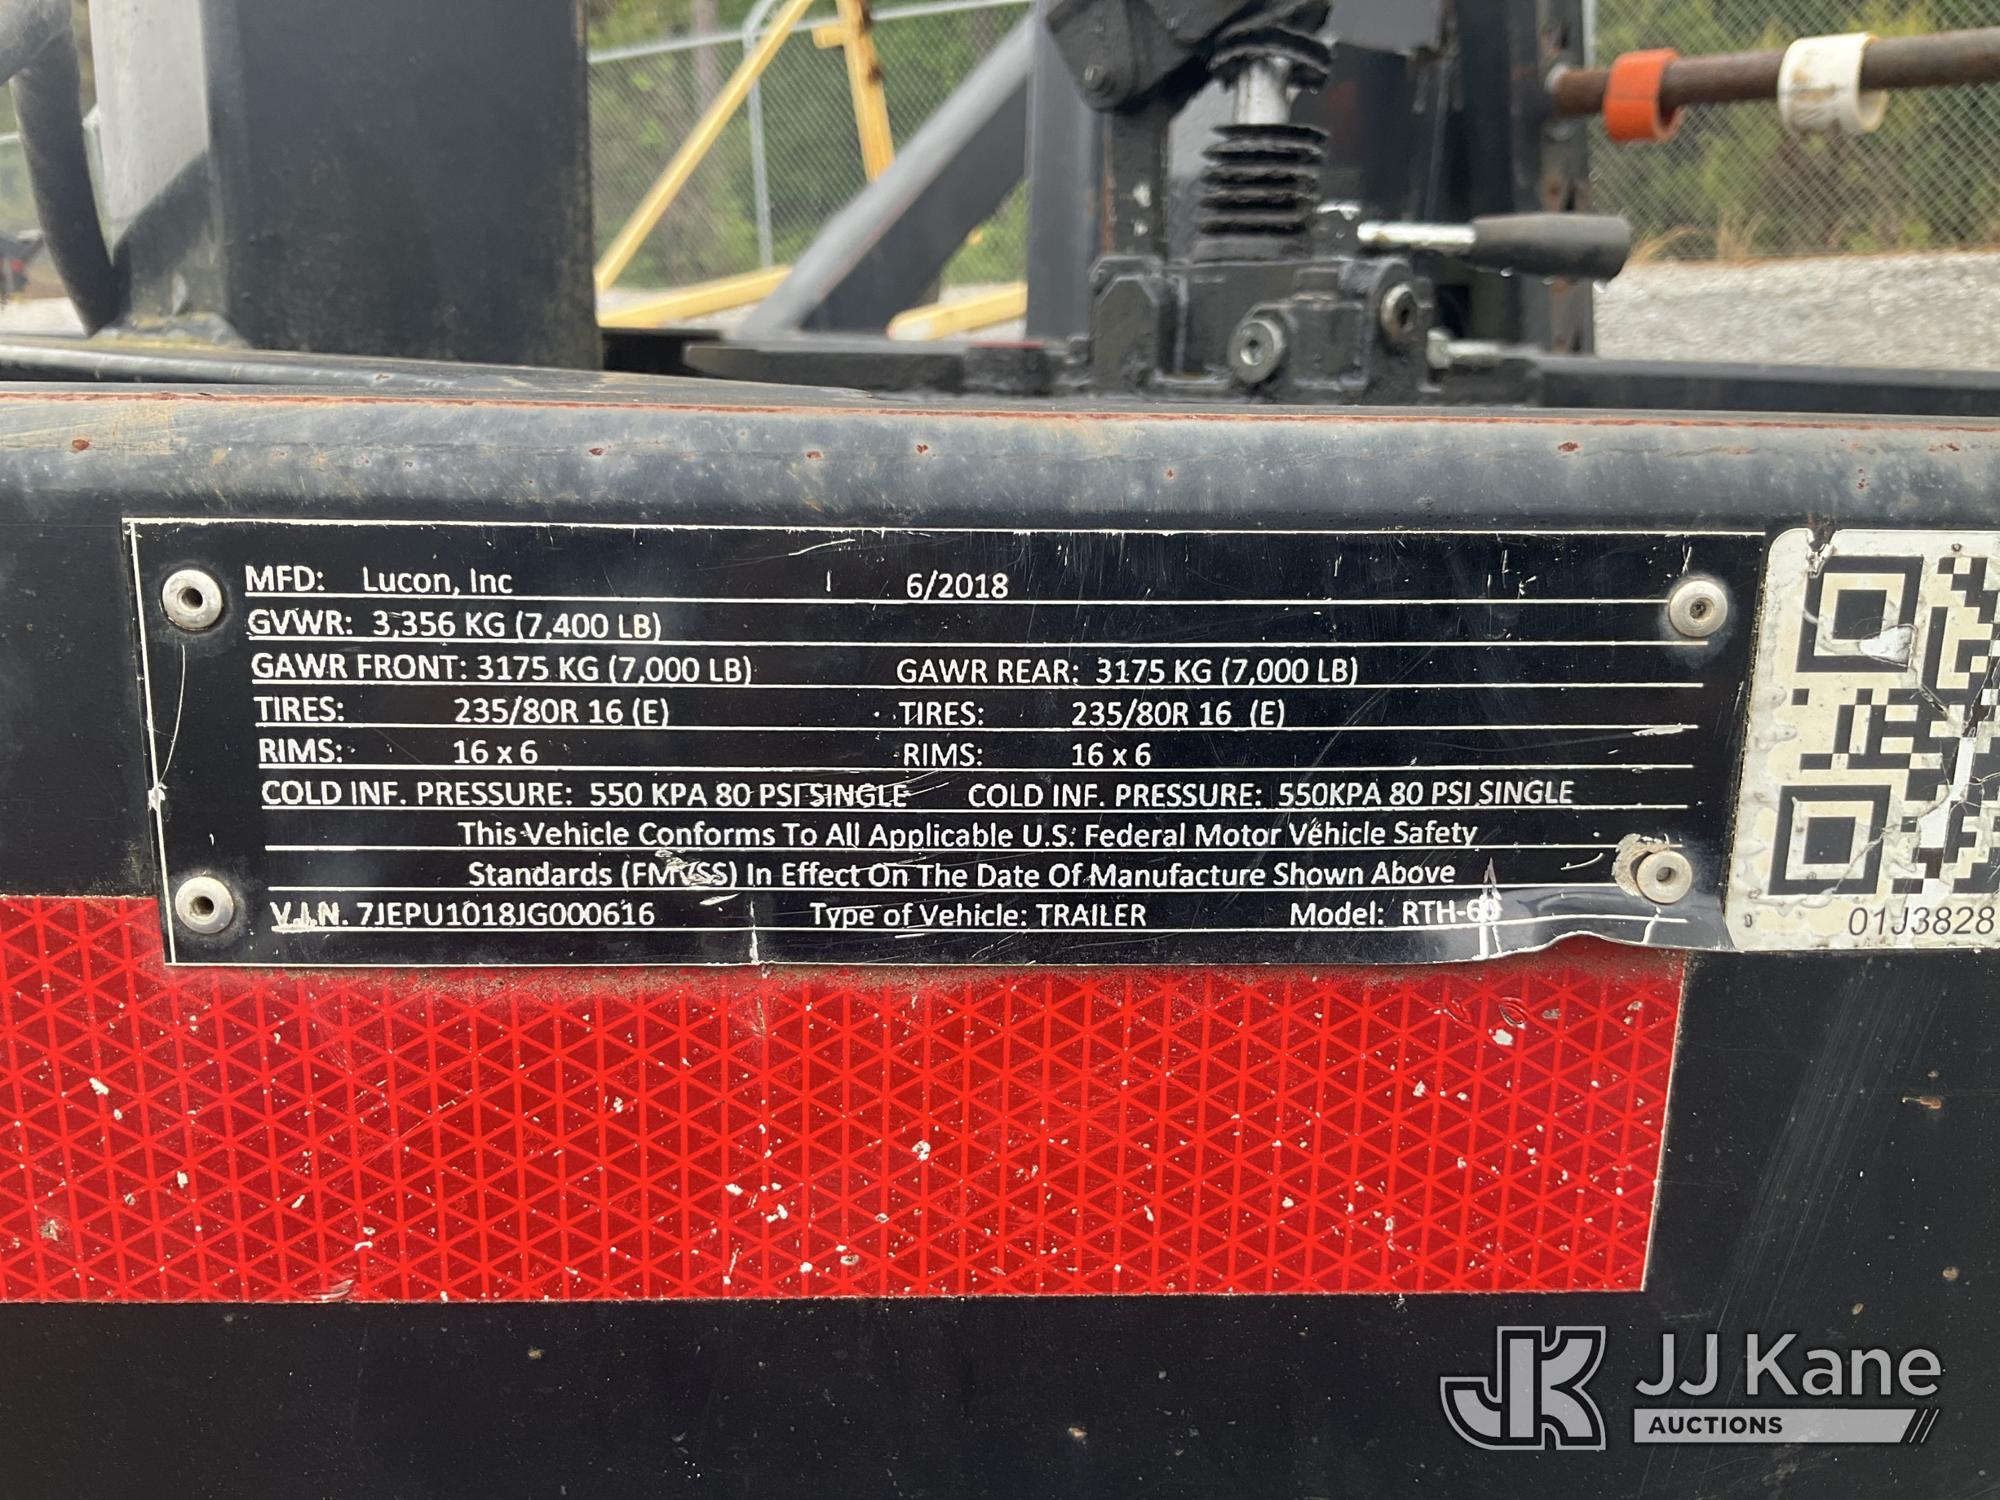 MFD: Lucon, Inc 6/2018
GVWR: 3,356 KG (7,400 LB)
GAWR FRONT: 3175 KG (7,000 LB) GAWR REAR: 3175 KG (7,000 LB)
TIRES: 235/80R 16 (E) TIRES: 235/80R 16 (E)
RIMS: 16 x 6 RIMS: 16 x 6
COLD INF. PRESSURE: 550 KPA 80 PSI SINGLE COLD INF. PRESSURE: 550KPA 80 PSI SINGLE
This Vehicle Conforms To All Applicable U.S. Federal Motor Vehicle Safety
Standards (FMVSS) In Effect On The Date Of Manufacture Shown Above
V.I.N. 7JEPU1018JG000616 Type of Vehicle: TRAILER Model:
01J3828
JK JJ Kane
AUCTIONS